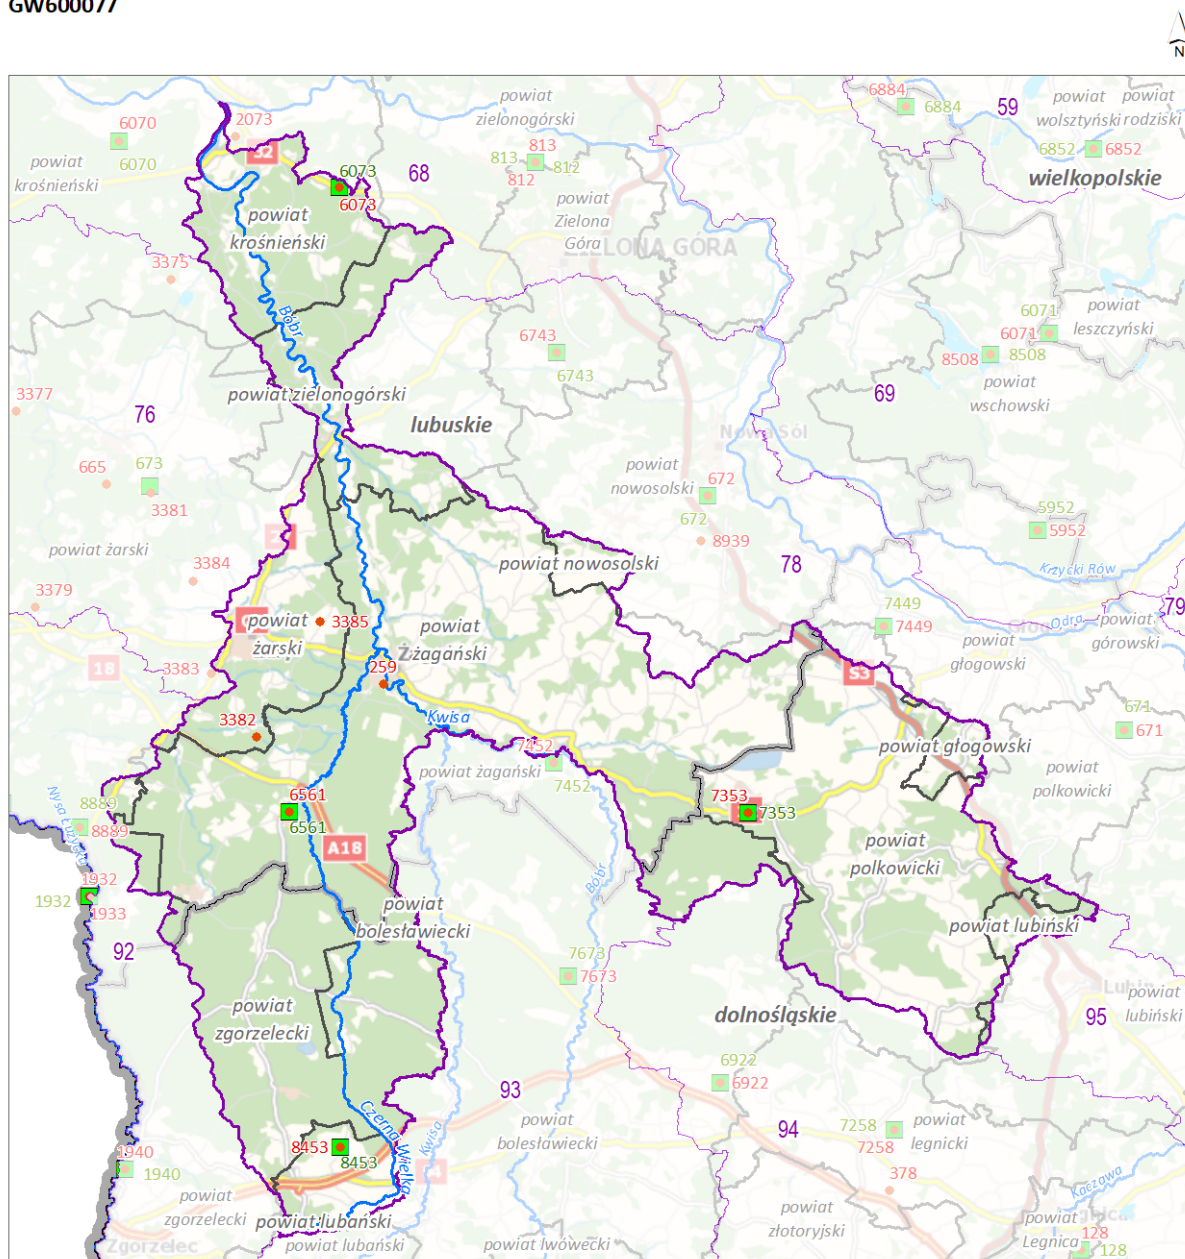 GW600077
N
powiat
zielonogórski
6884
6884
59
powiat
wolsztyński
powiat
rodziski
6070
6070
2073
32
813
813
812
812
6852
6852
powiat
krośnieński
6073
6073
68
wielkopolskie
powiat
krośnieński
powiat
Zielona
Góra
ZIELONA GÓRA
3375
Bóbr
6071
6071
powiat
leszczyński
6743
6743
8508
8508
powiat
wschowski
powiat zielonogórski
69
3377
76
lubuskie
Nowa Sól
665
673
3381
powiat
nowosolski
672
672
5952
5952
powiat żarski
8939
3384
powiat nowosolski
78
Krzycki Rów
3379
7449
7449
79
powiat
żarski
3385
powiat
żagański
Odra
powiat
głogowski
powiat
górowski
18
3383
259
S3
3382
Kwisa
671
671
7452
7452
powiat głogowski
powiat żagański
powiat
polkowicki
Nysa Łużycka
8889
8889
6561
6561
7353
7353
A18
powiat
polkowicki
1932
1932
1933
Bóbr
powiat
bolesławiecki
powiat lubiński
92
7673
7673
Lubin
powiat
lubiński
powiat
zgorzelecki
dolnośląskie
95
6922
6922
93
Czerna Wielka
powiat
bolesławiecki
94
7258
7258
powiat
legnicki
Kwisa
8453
8453
1940
1940
378
Kaczawa
powiat
zgorzelecki
powiat lubański
powiat
złotoryjski
powiat
Legnica
128
128
Zgorzelec
powiat lubański
powiat lwówecki